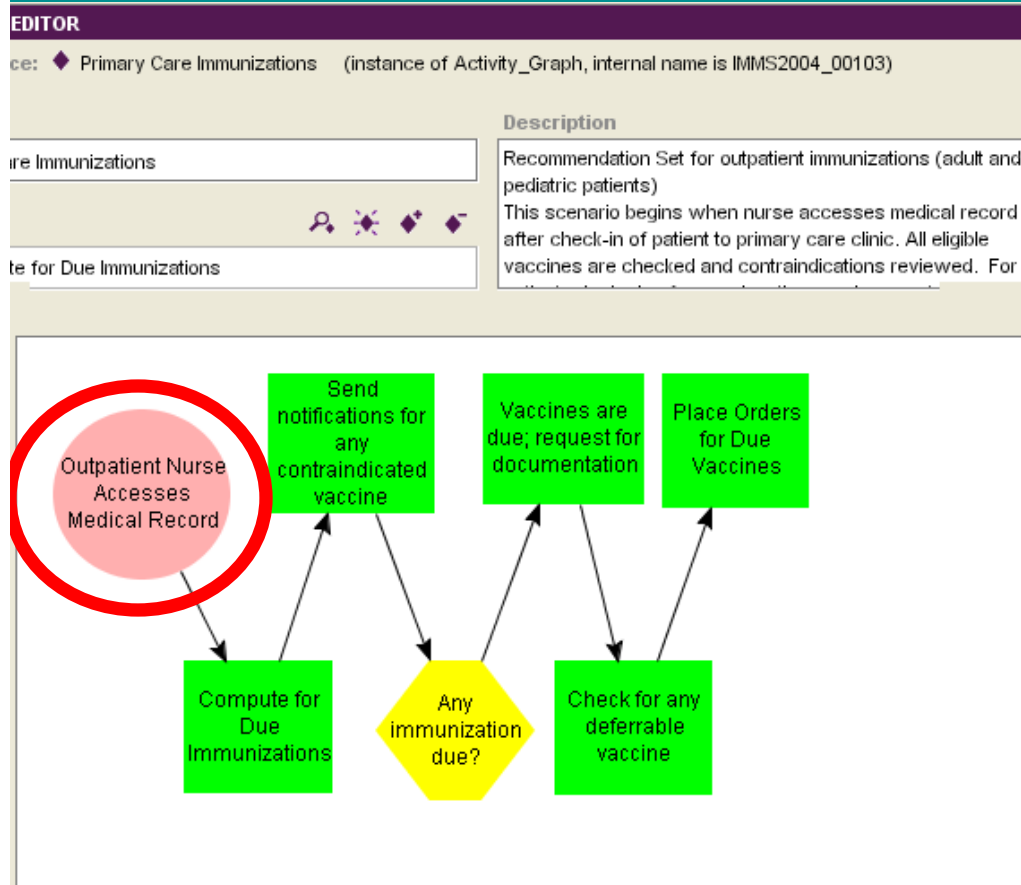 EDITOR
ce: Primary Care Immunizations (instance of Activity_Graph, internal name is IMMS2004_00103)
Description
re Immunizations
Recommendation Set for outpatient immunizations (adult and
pediatric patients)
This scenario begins when nurse accesses medical record
after check-in of patient to primary care clinic. All eligible
vaccines are checked and contraindications reviewed. For
te for Due Immunizations
Outpatient Nurse
Accesses
Medical Record
Compute for
Due
Immunizations
Send
notifications for
any
contraindicated
vaccine
Any
immunization
due?
Vaccines are
due; request for
documentation
Check for any
deferrable
vaccine
Place Orders
for Due
Vaccines